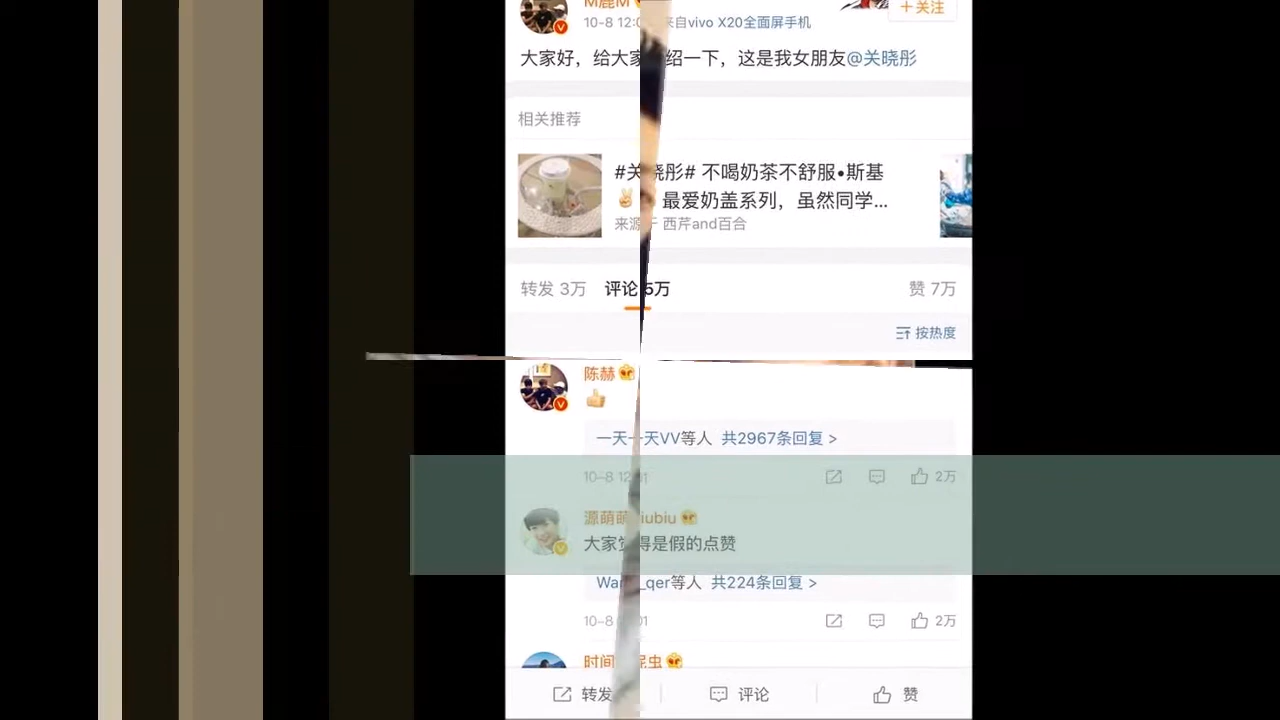 M鹿M
+关注
10-8 12:0 来自vivo X20全面屏手机
大家好，给大家 绍一下，这是我女朋友@关晓彤
相关推荐
#关晓彤# 不喝奶茶不舒服•斯基
✌ 最爱奶盖系列，虽然同学...
来源于 西芹and百合
转发 3万 评论 5万 赞 7万
按热度
陈赫
一天一天VV等人 共2967条回复 >
10-8 12: 01 2万
源萌萌 iubiu
大家觉得是假的点赞
Wa _qer等人 共224条回复 >
10-8 01 2万
时间 昆虫
转发 评论 赞